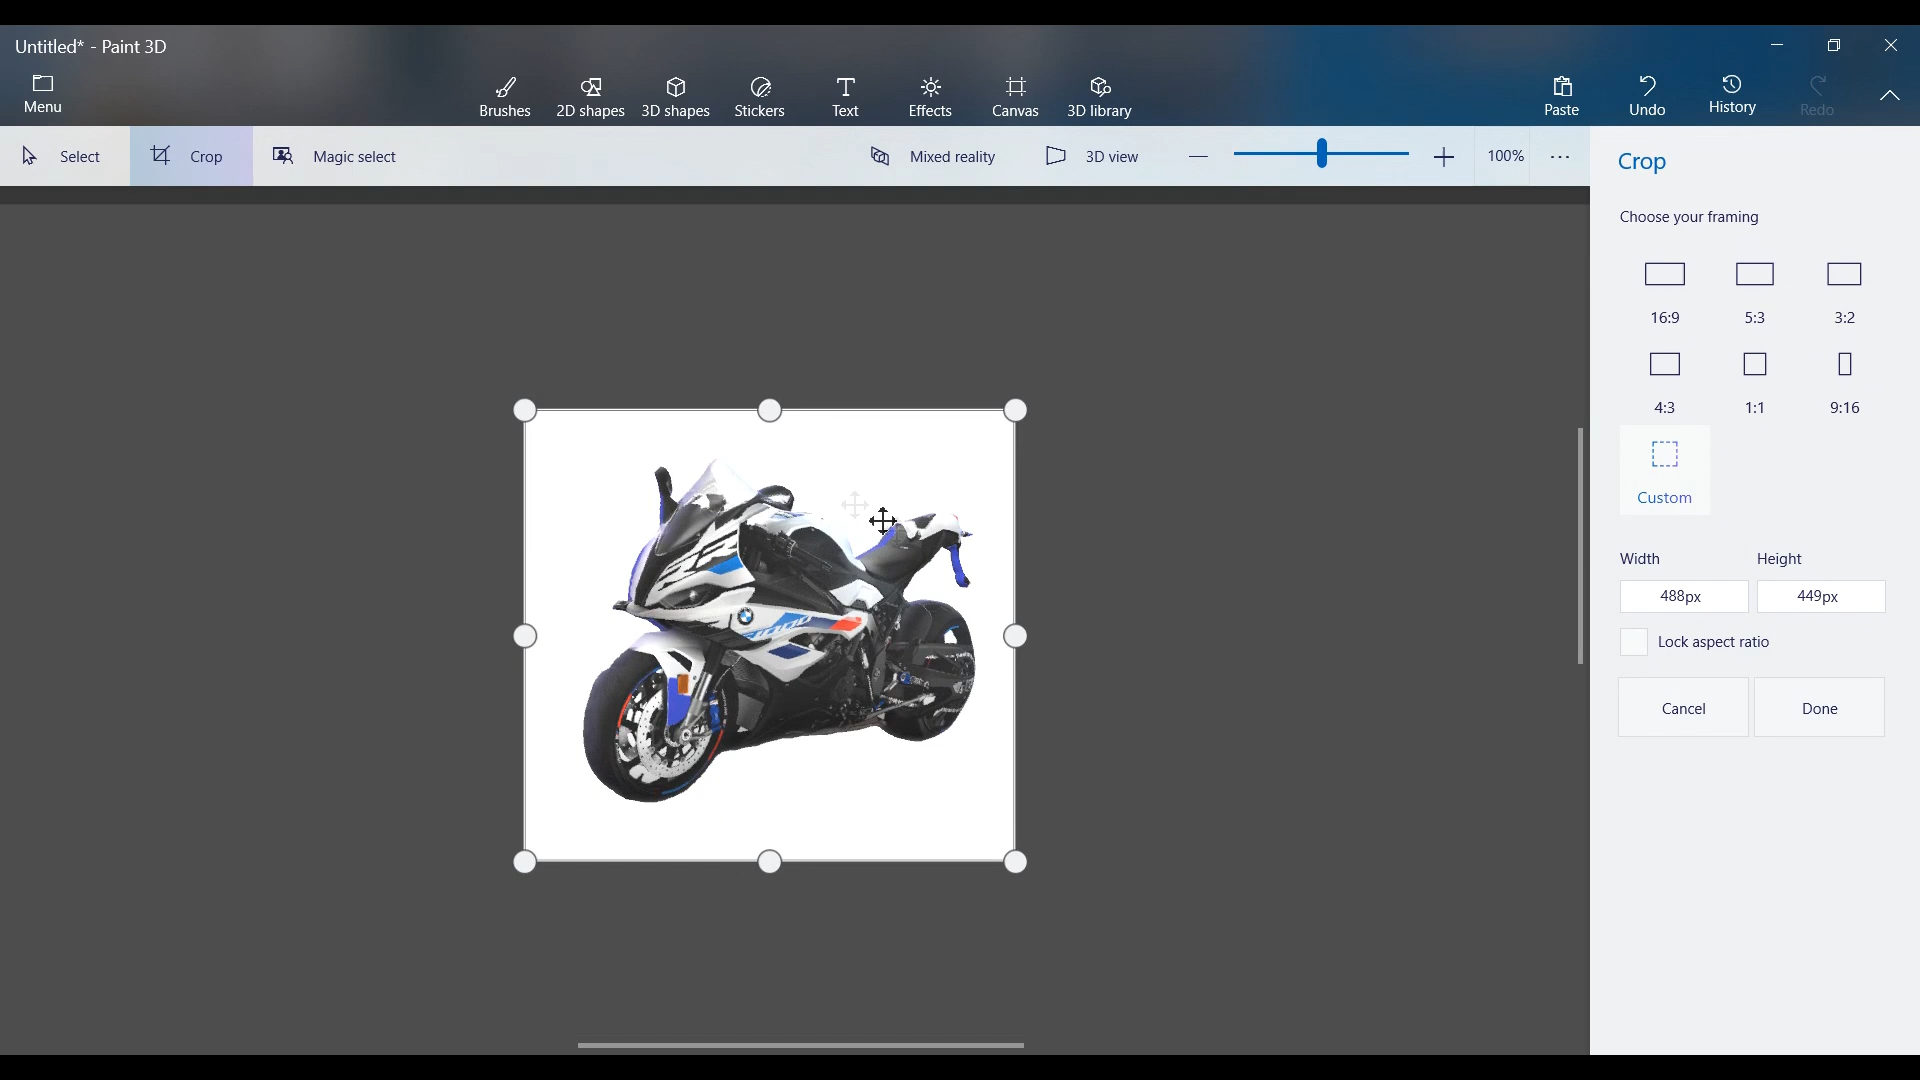 Untitled* - Paint 3D
Menu
Brushes
2D shapes
3D shapes
Stickers
Text
Effects
Canvas
3D library
Paste
Undo
History
Redo
Select
Crop
Magic select
Mixed reality
3D view
100%
Crop
Choose your framing
16:9
5:3
3:2
4:3
1:1
9:16
Custom
Width
Height
488px
449px
Lock aspect ratio
Cancel
Done